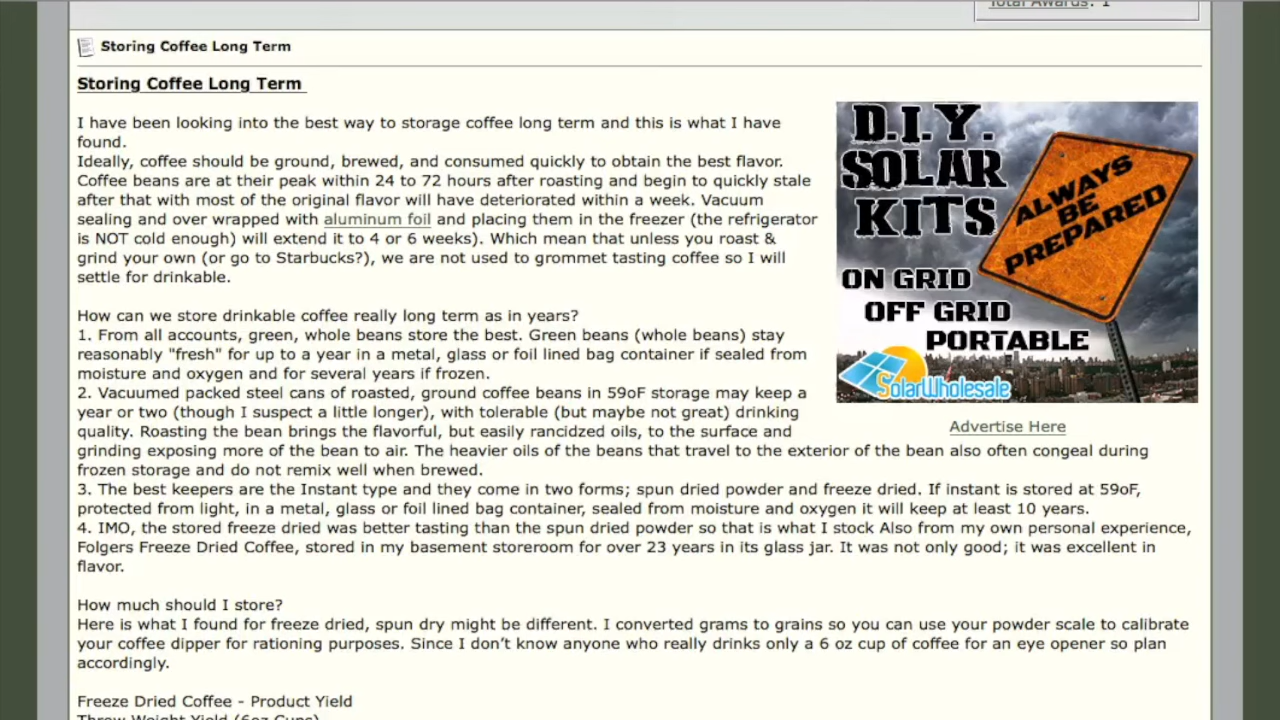 Total Awards: 1
Storing Coffee Long Term
Storing Coffee Long Term
I have been looking into the best way to storage coffee long term and this is what I have
found.
Ideally, coffee should be ground, brewed, and consumed quickly to obtain the best flavor.
Coffee beans are at their peak within 24 to 72 hours after roasting and begin to quickly stale
after that with most of the original flavor will have deteriorated within a week. Vacuum
sealing and over wrapped with aluminum foil and placing them in the freezer (the refrigerator
is NOT cold enough) will extend it to 4 or 6 weeks). Which mean that unless you roast &
grind your own (or go to Starbucks?), we are not used to grommet tasting coffee so I will
settle for drinkable.
How can we store drinkable coffee really long term as in years?
1. From all accounts, green, whole beans store the best. Green beans (whole beans) stay
reasonably "fresh" for up to a year in a metal, glass or foil lined bag container if sealed from
moisture and oxygen and for several years if frozen.
2. Vacuumed packed steel cans of roasted, ground coffee beans in 59oF storage may keep a
year or two (though I suspect a little longer), with tolerable (but maybe not great) drinking
quality. Roasting the bean brings the flavorful, but easily rancidzed oils, to the surface and
grinding exposing more of the bean to air. The heavier oils of the beans that travel to the exterior of the bean also often congeal during
frozen storage and do not remix well when brewed.
3. The best keepers are the Instant type and they come in two forms; spun dried powder and freeze dried. If instant is stored at 59oF,
protected from light, in a metal, glass or foil lined bag container, sealed from moisture and oxygen it will keep at least 10 years.
4. IMO, the stored freeze dried was better tasting than the spun dried powder so that is what I stock Also from my own personal experience,
Folgers Freeze Dried Coffee, stored in my basement storeroom for over 23 years in its glass jar. It was not only good; it was excellent in
flavor.
How much should I store?
Here is what I found for freeze dried, spun dry might be different. I converted grams to grains so you can use your powder scale to calibrate
your coffee dipper for rationing purposes. Since I don't know anyone who really drinks only a 6 oz cup of coffee for an eye opener so plan
accordingly.
Freeze Dried Coffee - Product Yield
Throw Weight Yield (6oz Cups)
D.I.Y.
SOLAR
KITS
ON GRID
OFF GRID
PORTABLE
ALWAYS
BE
PREPARED
SolarWholesale
Advertise Here